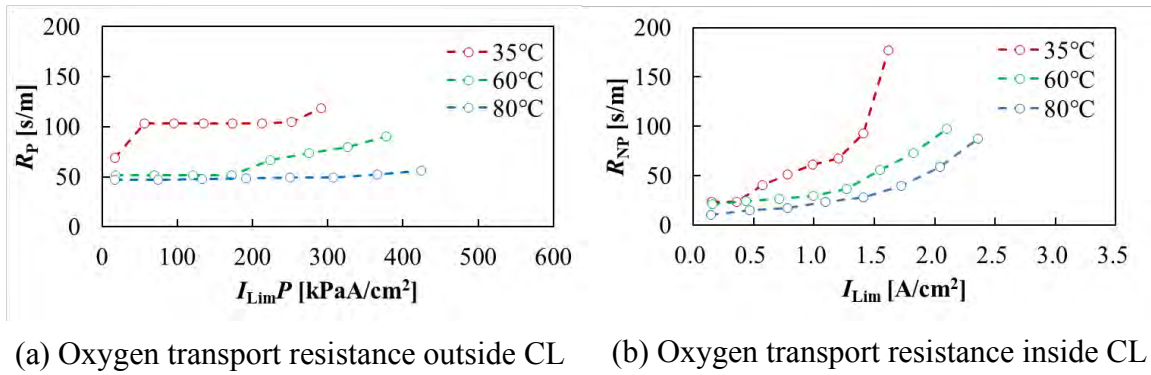 200
150
100
50
0
R_P [s/m]
35℃
60℃
80℃
0 100 200 300 400 500 600
I_Lim P [kPaA/cm²]
200
150
100
50
0
R_NP [s/m]
35℃
60℃
80℃
0.0 0.5 1.0 1.5 2.0 2.5 3.0 3.5
I_Lim [A/cm²]
(a) Oxygen transport resistance outside CL
(b) Oxygen transport resistance inside CL